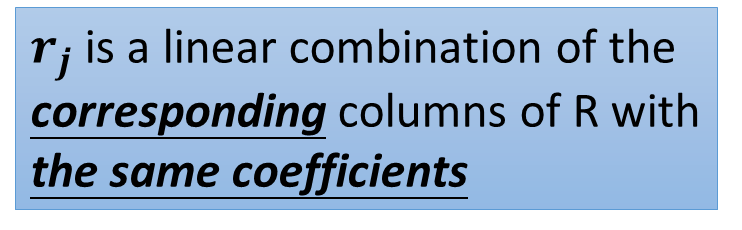 r_j is a linear combination of the
corresponding columns of R with
the same coefficients